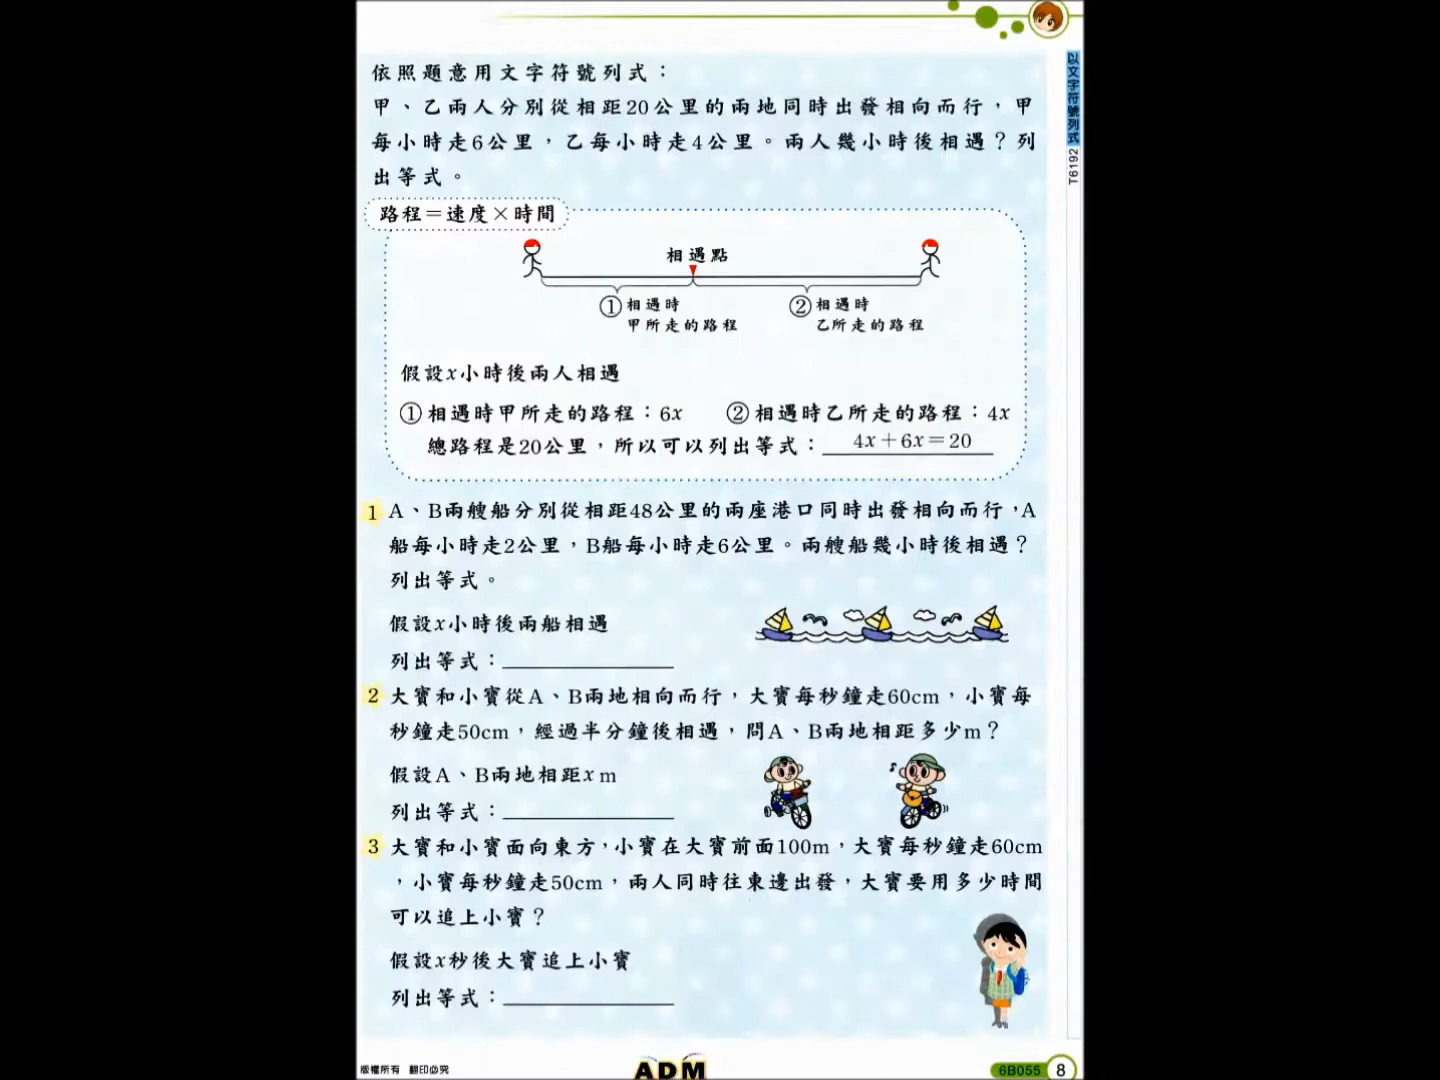 以文字符號列式 T6192
依照題意用文字符號列式：
甲、乙兩人分別從相距20公里的兩地同時出發相向而行，甲
每小時走6公里，乙每小時走4公里。兩人幾小時後相遇？列
出等式。
路程＝速度×時間
相遇點
① 相遇時
甲所走的路程
② 相遇時
乙所走的路程
假設x小時後兩人相遇
① 相遇時甲所走的路程：6x ② 相遇時乙所走的路程：4x
總路程是20公里，所以可以列出等式：4x＋6x＝20
1 A、B兩艘船分別從相距48公里的兩座港口同時出發相向而行，A
船每小時走2公里，B船每小時走6公里。兩艘船幾小時後相遇？
列出等式。
假設x小時後兩船相遇
列出等式：
2 大寶和小寶從A、B兩地相向而行，大寶每秒鐘走60cm，小寶每
秒鐘走50cm，經過半分鐘後相遇，問A、B兩地相距多少m？
假設A、B兩地相距x m
列出等式：
3 大寶和小寶面向東方，小寶在大寶前面100m，大寶每秒鐘走60cm
，小寶每秒鐘走50cm，兩人同時往東邊出發，大寶要用多少時間
可以追上小寶？
假設x秒後大寶追上小寶
列出等式：
版權所有 翻印必究
ADM
6B055 8